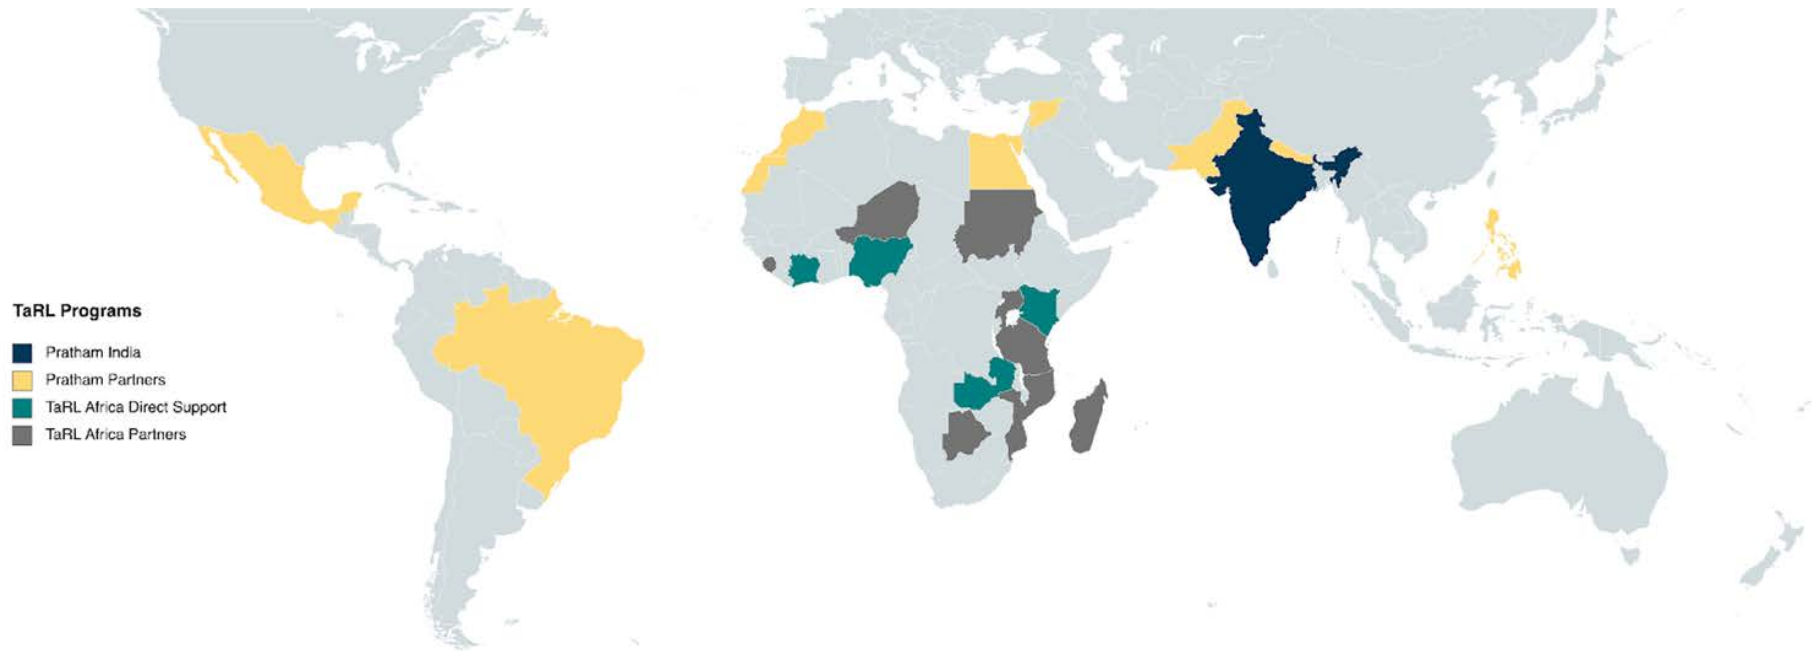 TaRL Programs
Pratham India
Pratham Partners
TaRL Africa Direct Support
TaRL Africa Partners